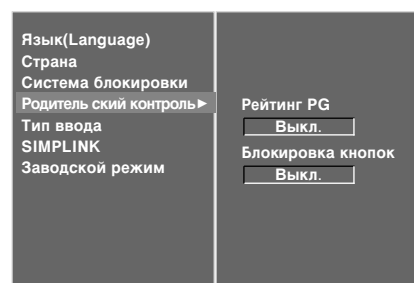 Язык(Language)
Страна
Система блокировки
Родитель ский контроль►
Тип ввода
SIMPLINK
Заводской режим
Рейтинг PG
Выкл.
Блокировка кнопок
Выкл.